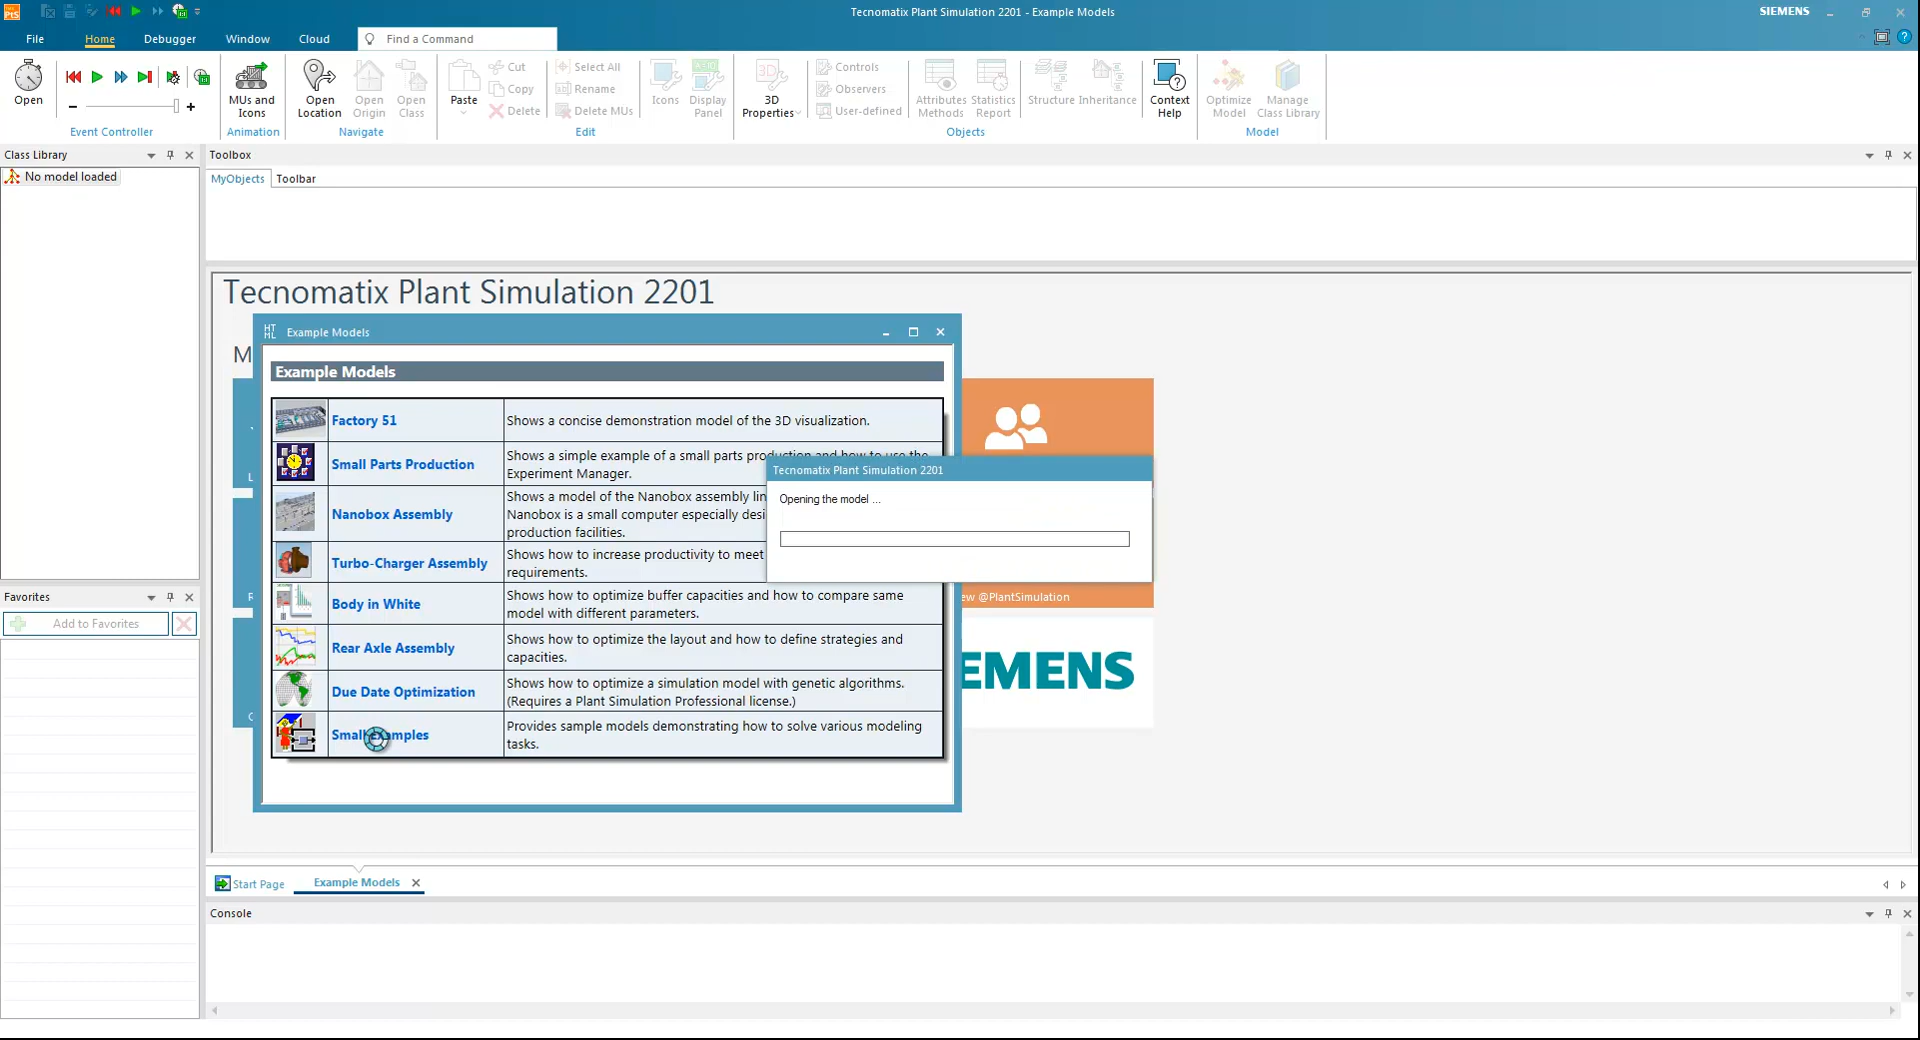 Tecnomatix Plant Simulation 2201 - Example Models
SIEMENS
File
Home
Debugger
Window
Cloud
Find a Command
Open
Event Controller
MUs and
Icons
Animation
Open
Location
Open
Origin
Open
Class
Navigate
Paste
Cut
Copy
Delete
Select All
Rename
Delete MUs
Edit
Icons
Display
Panel
3D
Properties
Controls
Observers
User-defined
Attributes
Methods
Statistics
Report
Structure
Inheritance
Objects
Context
Help
Optimize
Model
Manage
Class Library
Model
Class Library
No model loaded
Toolbox
MyObjects
Toolbar
Tecnomatix Plant Simulation 2201
M
Example Models
Example Models
Factory 51
Shows a concise demonstration model of the 3D visualization.
Small Parts Production
Shows a simple example of a small parts production and how to use the
Experiment Manager.
Nanobox Assembly
Shows a model of the Nanobox assembly lin
Nanobox is a small computer especially desi
production facilities.
Turbo-Charger Assembly
Shows how to increase productivity to meet
requirements.
Body in White
Shows how to optimize buffer capacities and how to compare same
model with different parameters.
Rear Axle Assembly
Shows how to optimize the layout and how to define strategies and
capacities.
Due Date Optimization
Shows how to optimize a simulation model with genetic algorithms.
(Requires a Plant Simulation Professional license.)
Small Examples
Provides sample models demonstrating how to solve various modeling
tasks.
Tecnomatix Plant Simulation 2201
Opening the model ...
ew @PlantSimulation
EMENS
Favorites
Add to Favorites
Start Page
Example Models
Console